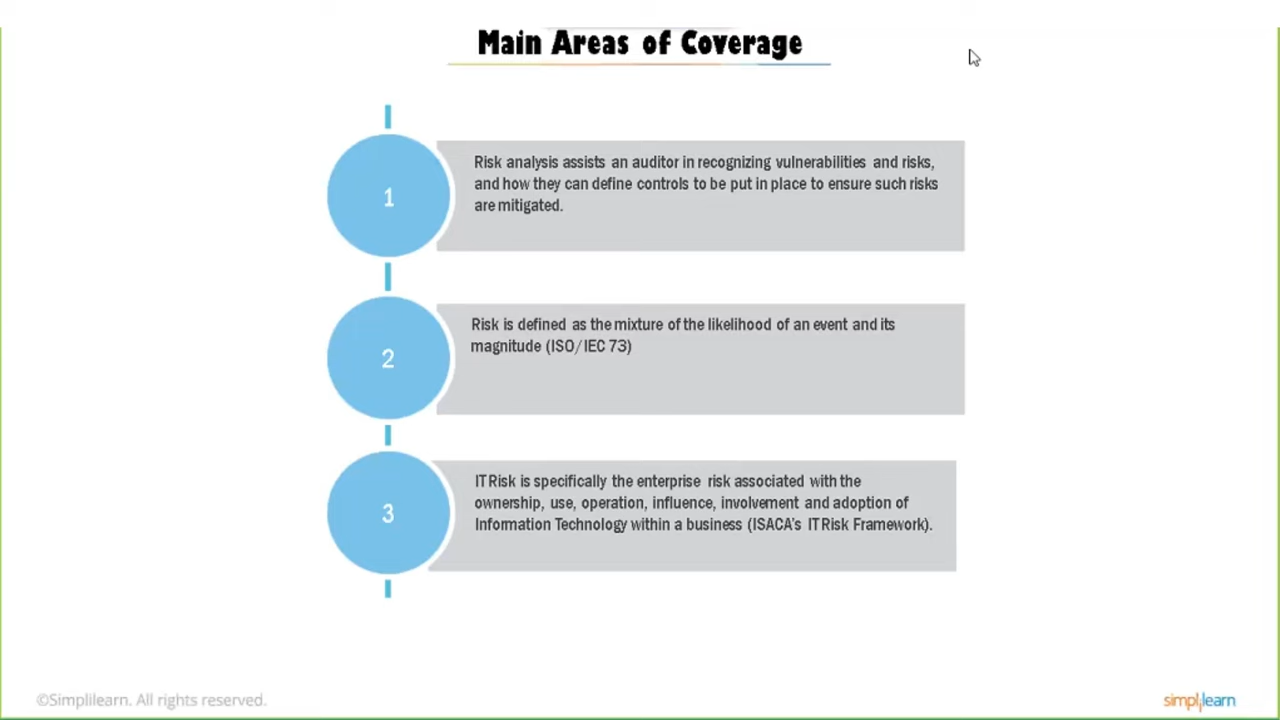 Main Areas of Coverage
1
Risk analysis assists an auditor in recognizing vulnerabilities and risks,
and how they can define controls to be put in place to ensure such risks
are mitigated.
2
Risk is defined as the mixture of the likelihood of an event and its
magnitude (ISO/IEC 73)
3
IT Risk is specifically the enterprise risk associated with the
ownership, use, operation, influence, involvement and adoption of
Information Technology within a business (ISACA's IT Risk Framework).
©Simplilearn. All rights reserved.
simplilearn